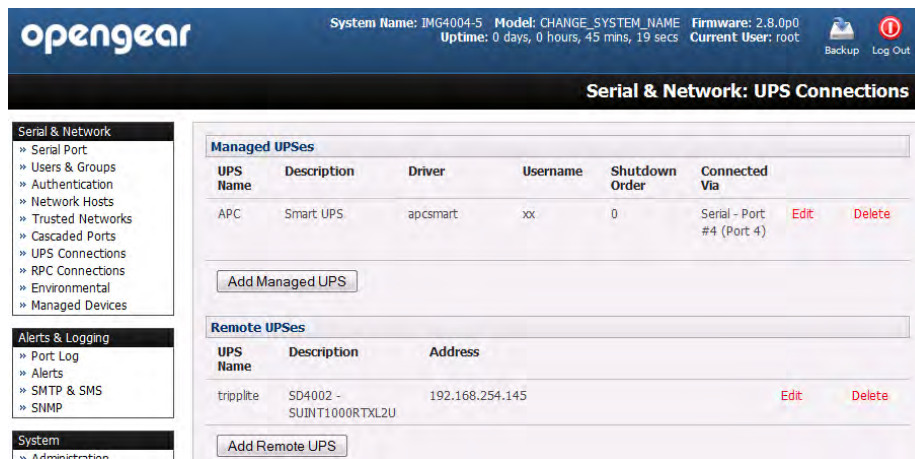 opengear
System Name: IMG4004-5 Model: CHANGE_SYSTEM_NAME Firmware: 2.8.0p0
Uptime: 0 days, 0 hours, 45 mins, 19 secs Current User: root
Backup Log Out
Serial & Network: UPS Connections
Serial & Network
» Serial Port
» Users & Groups
» Authentication
» Network Hosts
» Trusted Networks
» Cascaded Ports
» UPS Connections
» RPC Connections
» Environmental
» Managed Devices
Alerts & Logging
» Port Log
» Alerts
» SMTP & SMS
» SNMP
System
» Administration
Managed UPSes
UPS Name Description Driver Username Shutdown Order Connected Via
APC Smart UPS apcsmart xx 0 Serial - Port #4 (Port 4) Edit Delete
Add Managed UPS
Remote UPSes
UPS Name Description Address
tripplite SD4002 - SUINT1000RTXL2U 192.168.254.145 Edit Delete
Add Remote UPS